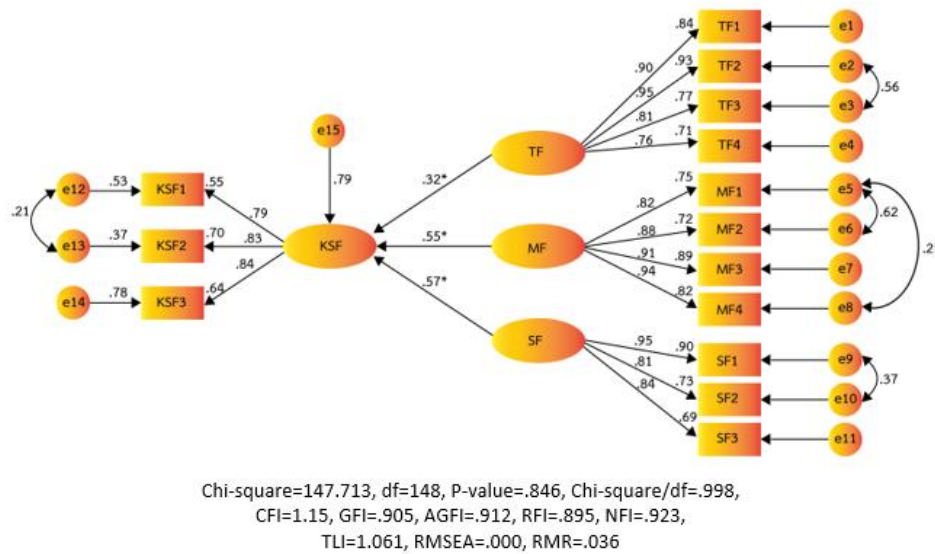 .84
TF1
e1
.90
.93
TF2
e2
.95
.56
.77
TF3
e3
.81
.71
TF4
e4
.76
e15
TF
.79
.32*
e12
.53
KSF1
.55
.79
.21
e13
.37
KSF2
.70
.83
KSF
.55*
MF
.84
e14
.78
KSF3
.64
.57*
SF
.75
MF1
e5
.82
.72
MF2
e6
.62
.88
.2
.91
.89
MF3
e7
.94
.82
MF4
e8
.95
.90
SF1
e9
.81
.37
.73
SF2
e10
.84
.69
SF3
e11
Chi-square=147.713, df=148, P-value=.846, Chi-square/df=.998,
CFI=1.15, GFI=.905, AGFI=.912, RFI=.895, NFI=.923,
TLI=1.061, RMSEA=.000, RMR=.036